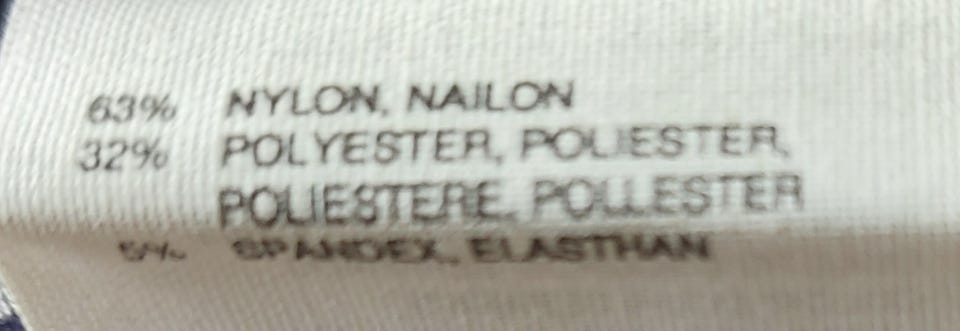 63% NYLON, NAILON
32% POLYESTER, POLIESTER,
POLIESTERE, POLLESTER
5% SPANDEX, ELASTHAN